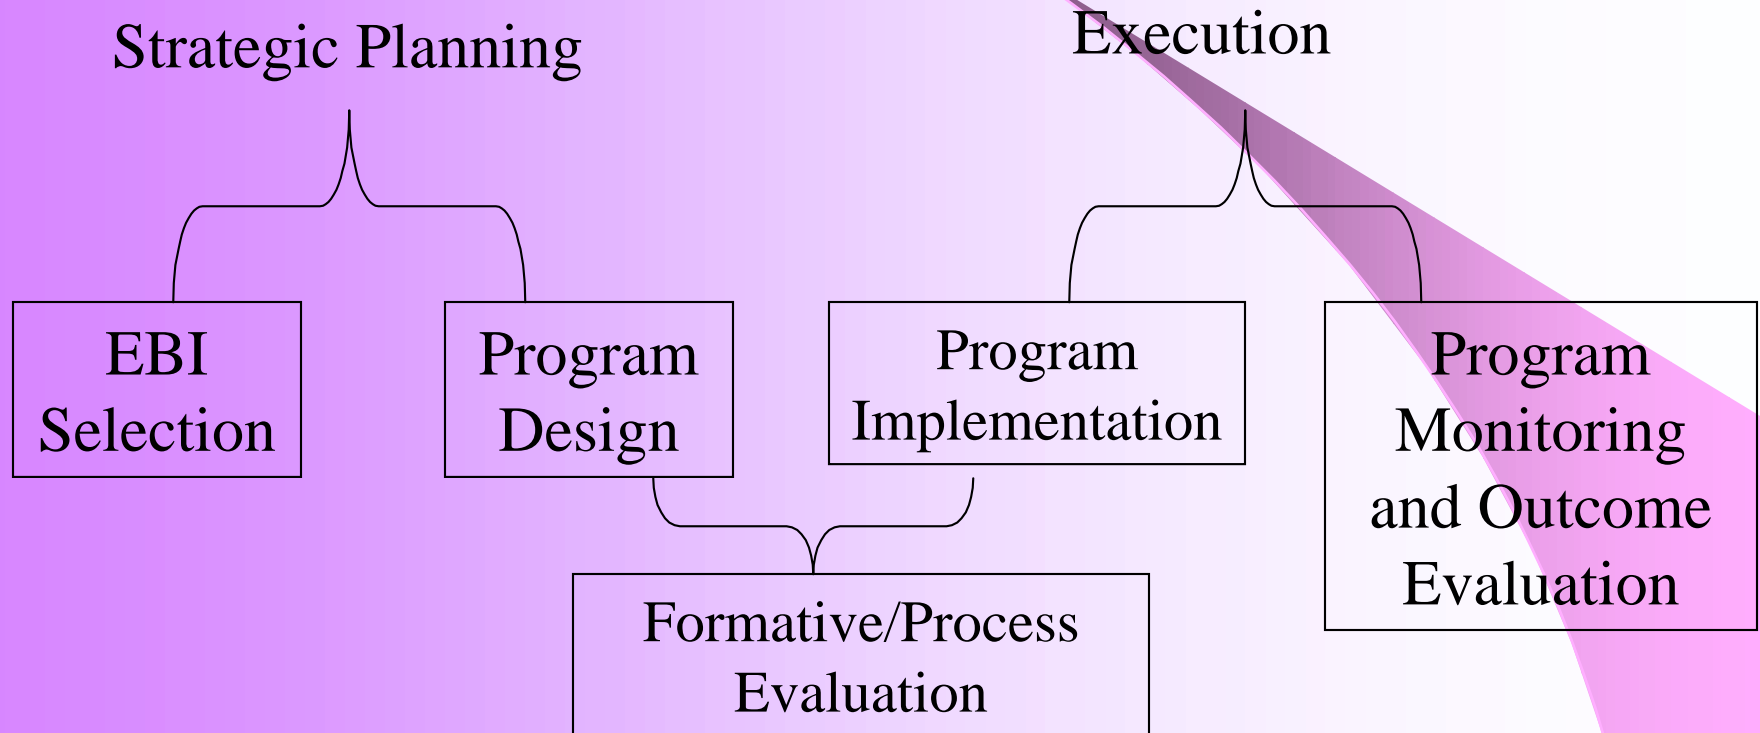 Strategic Planning
Execution
EBI
Selection
Program
Design
Program
Implementation
Program
Monitoring
and Outcome
Evaluation
Formative/Process
Evaluation